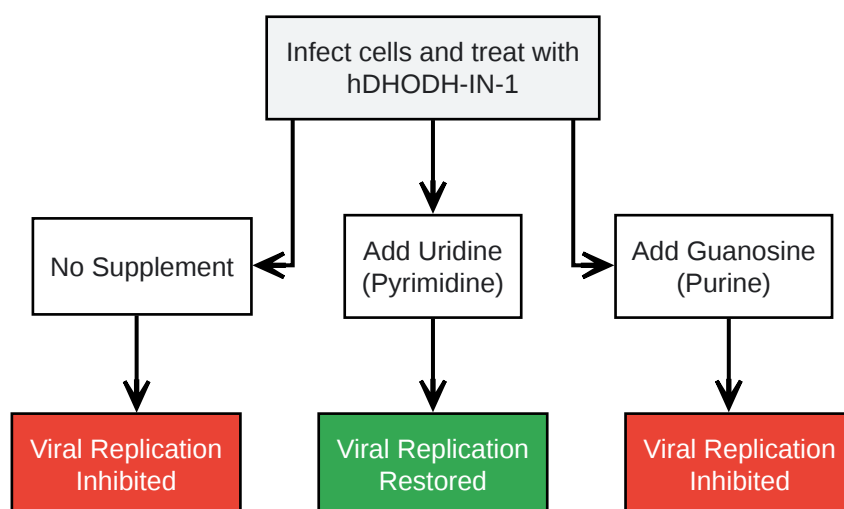 Infect cells and treat with
hDHODH-IN-1
No Supplement
Add Uridine
(Pyrimidine)
Add Guanosine
(Purine)
Viral Replication
Inhibited
Viral Replication
Restored
Viral Replication
Inhibited